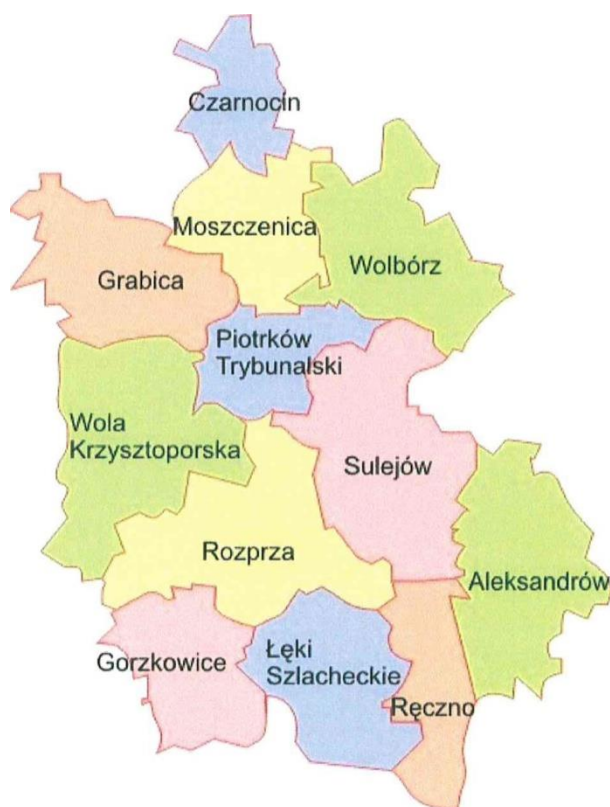 Czarnocin
Moszczenica
Wolbórz
Grabica
Piotrków
Trybunalski
Wola
Krzysztoporska
Sulejów
Rozprza
Aleksandrów
Gorzkowice
Łęki
Szlacheckie
Ręczno